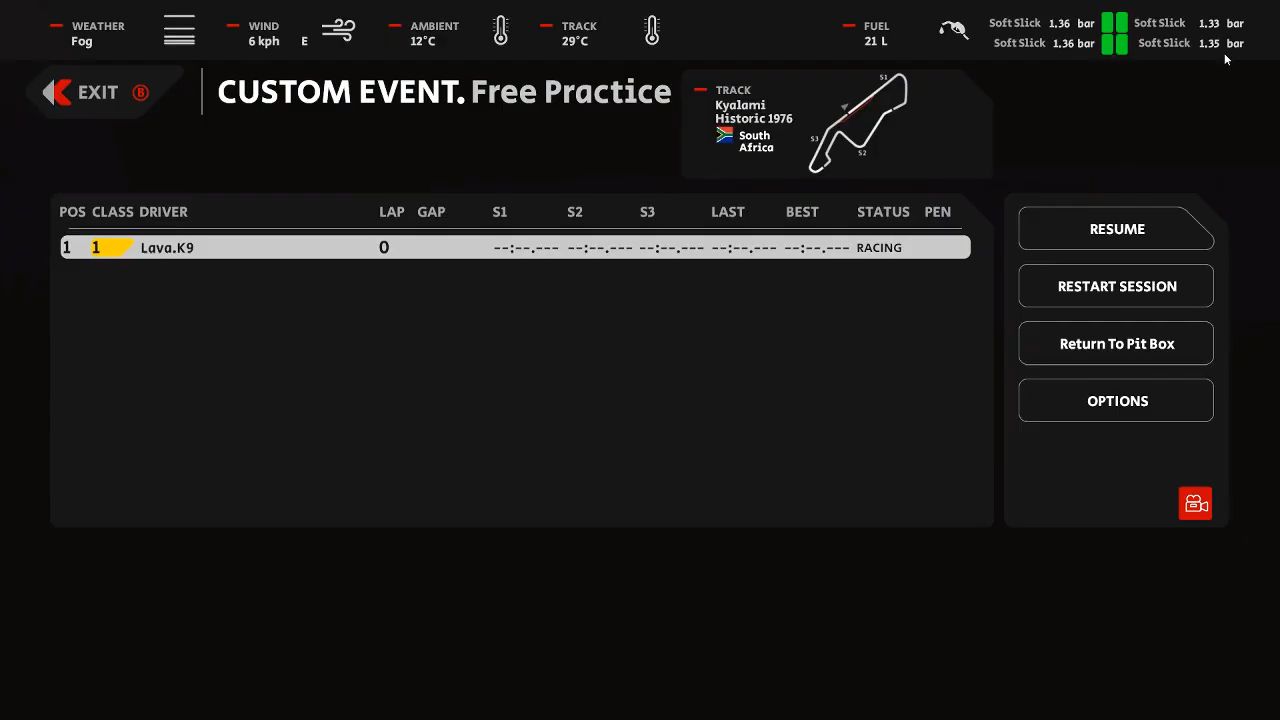 WEATHER
Fog
WIND
6 kph E
AMBIENT
12°C
TRACK
29°C
FUEL
21 L
Soft Slick 1,36 bar Soft Slick 1,33 bar
Soft Slick 1,36 bar Soft Slick 1,35 bar
EXIT B
CUSTOM EVENT. Free Practice
TRACK
Kyalami
Historic 1976
South
Africa
S1
S3
S2
POS CLASS DRIVER LAP GAP S1 S2 S3 LAST BEST STATUS PEN
1 1 Lava.K9 0 --:--.--- --:--.--- --:--.--- --:--.--- --:--.--- RACING
RESUME
RESTART SESSION
Return To Pit Box
OPTIONS